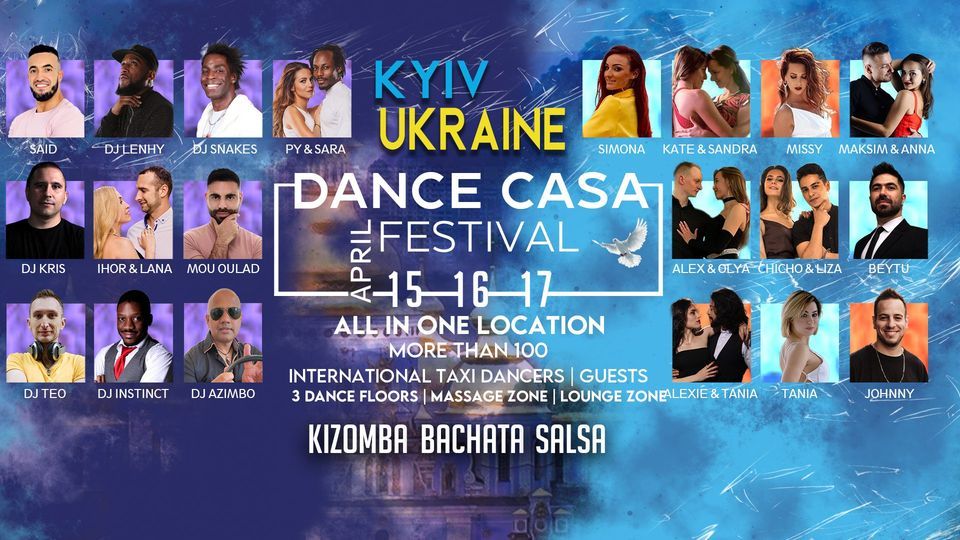 KYIV
UKRAINE
DANCE CASA
FESTIVAL
APRIL
15 16 17
ALL IN ONE LOCATION
MORE THAN 100
INTERNATIONAL TAXI DANCERS | GUESTS
3 DANCE FLOORS | MASSAGE ZONE | LOUNGE ZONE
KIZOMBA BACHATA SALSA
SAID DJ LENHY DJ SNAKES PY & SARA
DJ KRIS IHOR & LANA MOU OULAD
DJ TEO DJ INSTINCT DJ AZIMBO
SIMONA KATE & SANDRA MISSY MAKSIM & ANNA
ALEX & OLYA CHICHO & LIZA BEYTU
ALEXIE & TANIA TANIA JOHNNY